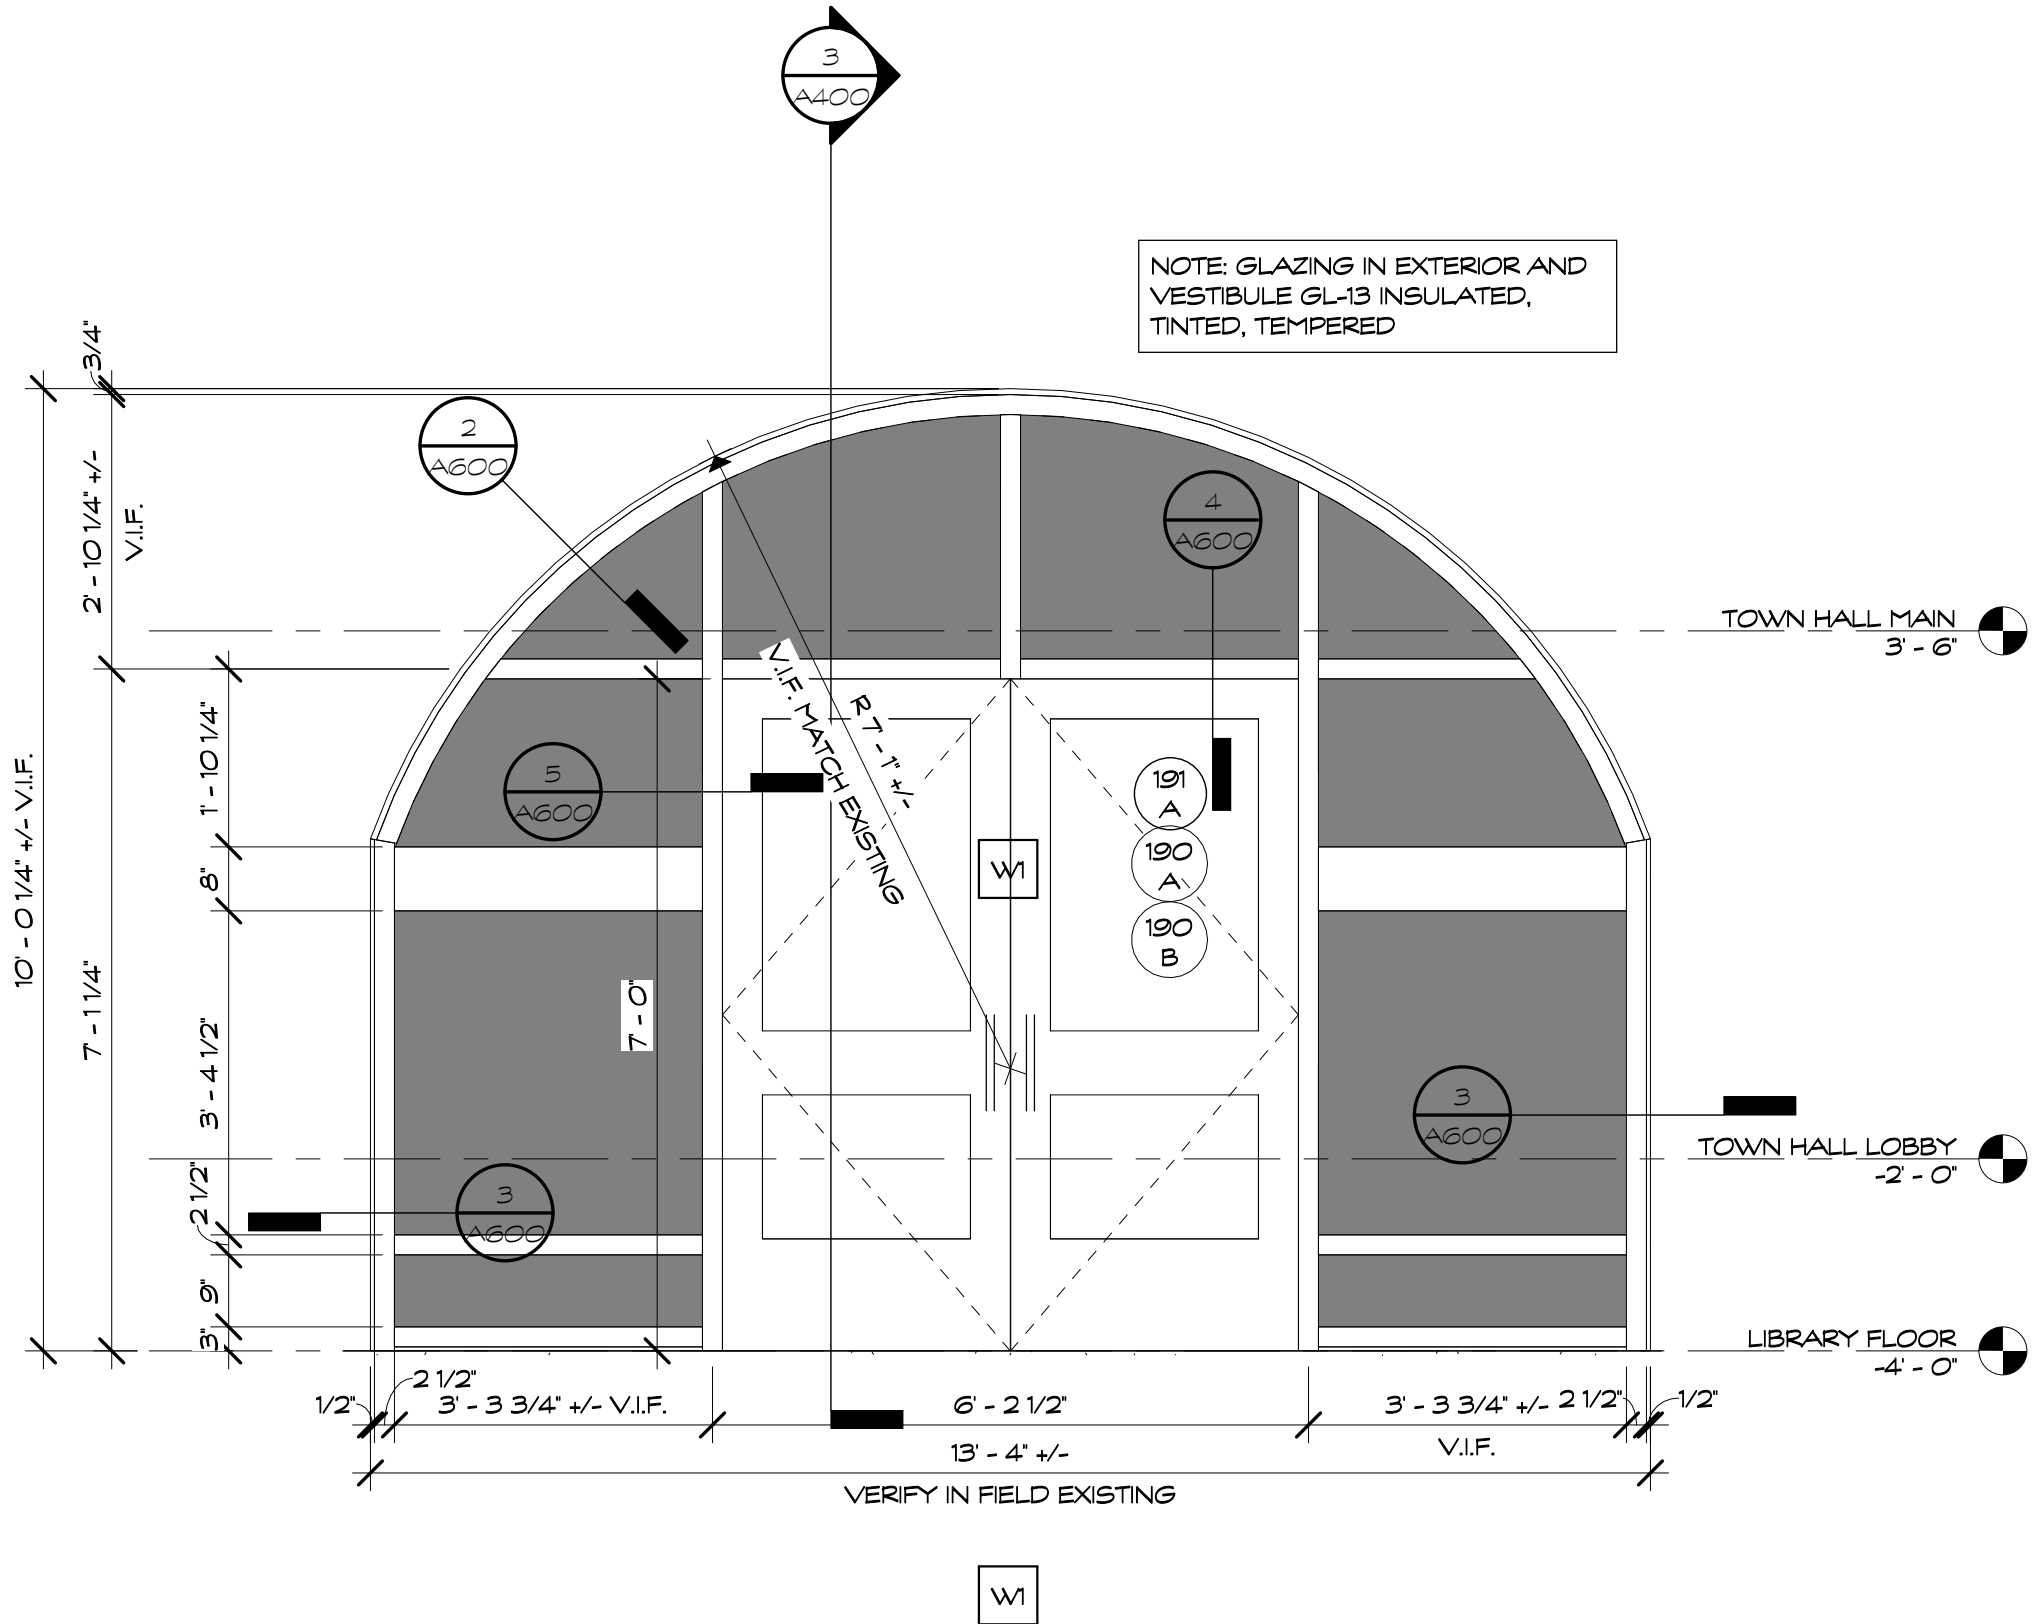 3
A400
NOTE: GLAZING IN EXTERIOR AND
VESTIBULE GL-13 INSULATED,
TINTED, TEMPERED
3/4"
2
A600
2' - 10 1/4" +/-
V.I.F.
4
A600
TOWN HALL MAIN
3' - 6"
V.I.F. MATCH EXISTING
R 7' - 1" +/-
1' - 10 1/4"
5
A600
191
A
10' - 0 1/4" +/- V.I.F.
8"
W1
190
A
190
B
7' - 1 1/4"
7' - 0"
3' - 4 1/2"
3
A600
TOWN HALL LOBBY
-2' - 0"
2 1/2"
3
A600
9"
3"
LIBRARY FLOOR
-4' - 0"
1/2"
2 1/2"
3' - 3 3/4" +/- V.I.F.
6' - 2 1/2"
3' - 3 3/4" +/-
V.I.F.
2 1/2"
1/2"
13' - 4" +/-
VERIFY IN FIELD EXISTING
W1